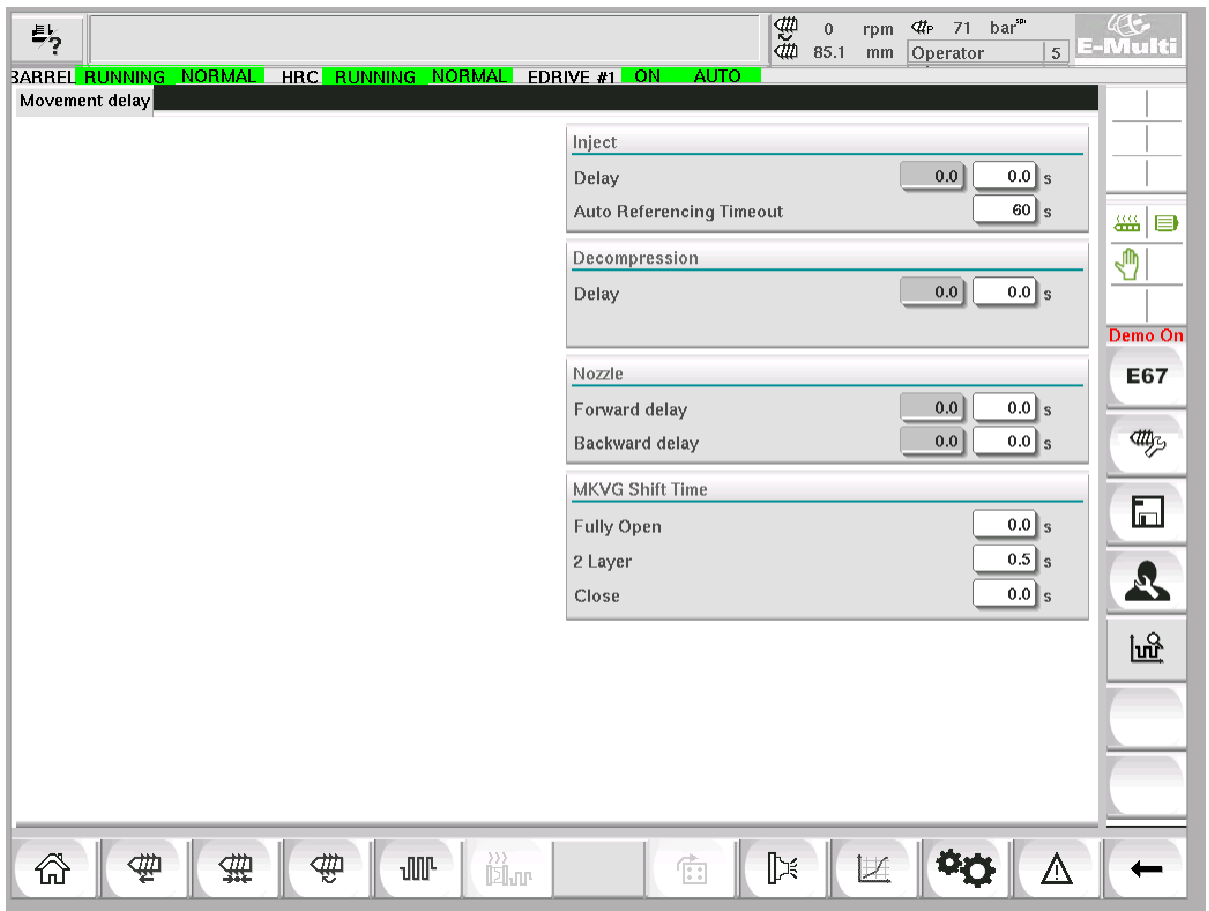 ?
0 rpm P 71 bar spe
E-Multi
85.1 mm Operator 5
BARREL RUNNING NORMAL HRC RUNNING NORMAL EDRIVE #1 ON AUTO
Movement delay
Inject
Delay 0.0 0.0 s
Auto Referencing Timeout 60 s
Decompression
Delay 0.0 0.0 s
Demo On
Nozzle
E67
Forward delay 0.0 0.0 s
Backward delay 0.0 0.0 s
MKVG Shift Time
Fully Open 0.0 s
2 Layer 0.5 s
Close 0.0 s